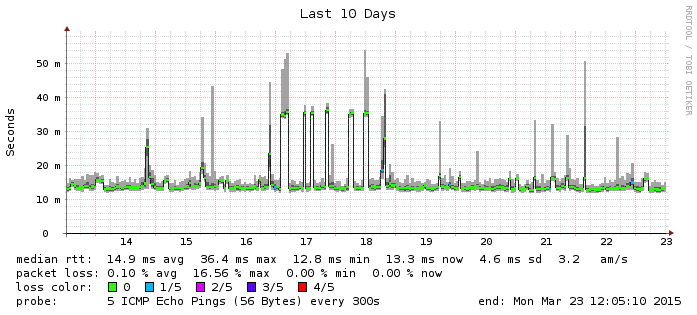 Last 10 Days
RRDTOOL / TOBI OETIKER
Seconds
50 m
40 m
30 m
20 m
10 m
0
14 15 16 17 18 19 20 21 22 23
median rtt: 14.9 ms avg 36.4 ms max 12.8 ms min 13.3 ms now 4.6 ms sd 3.2 am/s
packet loss: 0.10 % avg 16.56 % max 0.00 % min 0.00 % now
loss color: 0 1/5 2/5 3/5 4/5
probe: 5 ICMP Echo Pings (56 Bytes) every 300s end: Mon Mar 23 12:05:10 2015